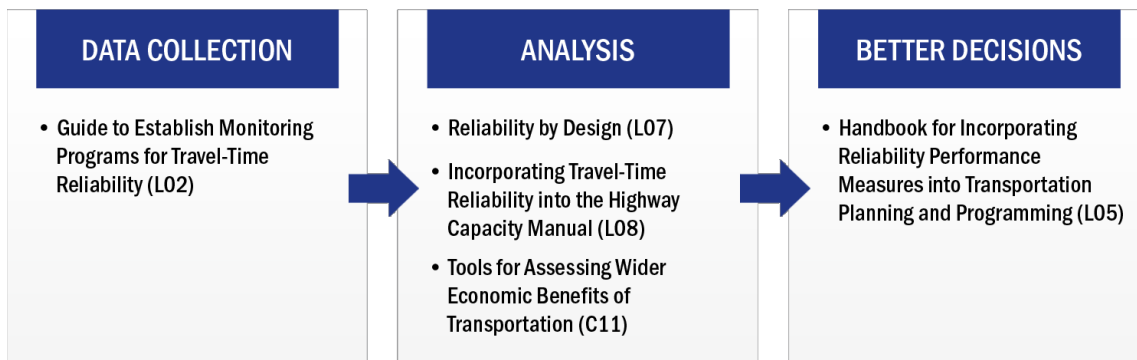 DATA COLLECTION
• Guide to Establish Monitoring
Programs for Travel-Time
Reliability (L02)
ANALYSIS
• Reliability by Design (L07)
• Incorporating Travel-Time
Reliability into the Highway
Capacity Manual (L08)
• Tools for Assessing Wider
Economic Benefits of
Transportation (C11)
BETTER DECISIONS
• Handbook for Incorporating
Reliability Performance
Measures into Transportation
Planning and Programming (L05)